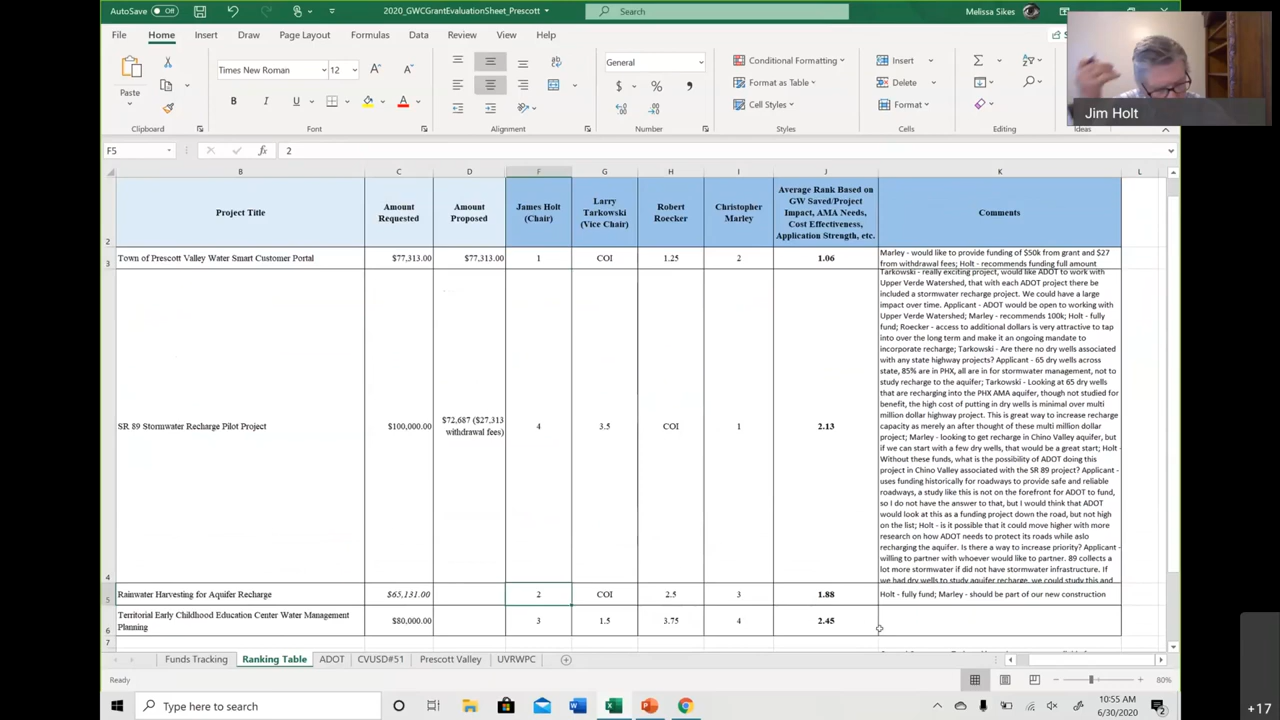 AutoSave Off
2020_GWCGrantEvaluationSheet_Prescott
Search
Melissa Sikes
File Home Insert Draw Page Layout Formulas Data Review View Help
Jim Holt
Paste
Times New Roman 12
General
Conditional Formatting
Format as Table
Cell Styles
Insert
Delete
Format
Clipboard Font Alignment Number Styles Cells Editing Ideas
F5 2
B C D F G H I J K L
2
Project Title
Amount Requested
Amount Proposed
James Holt (Chair)
Larry Tarkowski (Vice Chair)
Robert Roecker
Christopher Marley
Average Rank Based on GW Saved/Project Impact, AMA Needs, Cost Effectiveness, Application Strength, etc.
Comments
3
Town of Prescott Valley Water Smart Customer Portal $77,313.00 $77,313.00 1 COI 1.25 2 1.06
Marley - would like to provide funding of $50k from grant and $27
from withdrawal fees; Holt - recommends funding full amount
4
SR 89 Stormwater Recharge Pilot Project $100,000.00 $72,687 ($27,313 withdrawal fees) 4 3.5 COI 1 2.13
Tarkowski - really exciting project, would like ADOT to work with
Upper Verde Watershed, that with each ADOT project there be
included a stormwater recharge project. We could have a large
impact over time. Applicant - ADOT would be open to working with
Upper Verde Watershed; Marley - recommends 100k; Holt - fully
fund; Roecker - access to additional dollars is very attractive to tap
into over the long term and make it an ongoing mandate to
incorporate recharge; Tarkowski - Are there no dry wells associated
with any state highway projects? Applicant - 65 dry wells across
state, 85% are in PHX, all are in for stormwater management, not to
study recharge to the aquifer; Tarkowski - Looking at 65 dry wells
that are recharging into the PHX AMA aquifer, though not studied for
benefit, the high cost of putting in dry wells is minimal over multi
million dollar highway project. This is great way to increase recharge
capacity as merely an after thought of these multi million dollar
project; Marley - looking to get recharge in Chino Valley aquifer, but
if we can start with a few dry wells, that would be a great start; Holt -
Without these funds, what is the possibility of ADOT doing this
project in Chino Valley associated with the SR 89 project? Applicant -
uses funding historically for roadways to provide safe and reliable
roadways, a study like this is not on the forefront for ADOT to fund,
so I do not have the answer to that, but I would think that ADOT
would look at this as a funding project down the road, but not high
on the list; Holt - is it possible that it could move higher with more
research on how ADOT needs to protect its roads while aslo
recharging the aquifer. Is there a way to increase priority? Applicant -
willing to partner with whoever would like to partner. 89 collects a
lot more stormwater if did not have stormwater infrastructure. If
we had dry wells to study aquifer recharge, we could study this and
5
Rainwater Harvesting for Aquifer Recharge $65,131.00 2 COI 2.5 3 1.88
Holt - fully fund; Marley - should be part of our new construction
6
Territorial Early Childhood Education Center Water Management
Planning $80,000.00 3 1.5 3.75 4 2.45
7
Funds Tracking Ranking Table ADOT CVUSD#51 Prescott Valley UVRWPC
Ready 80%
Type here to search
10:55 AM
6/30/2020
2
+17